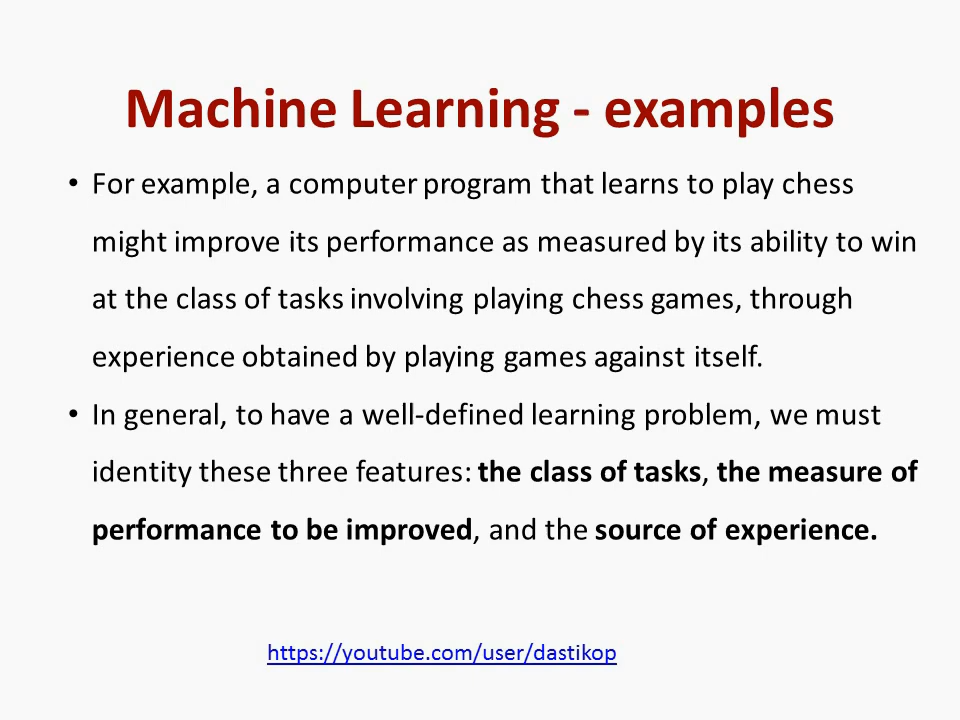 Machine Learning - examples
• For example, a computer program that learns to play chess
might improve its performance as measured by its ability to win
at the class of tasks involving playing chess games, through
experience obtained by playing games against itself.
• In general, to have a well-defined learning problem, we must
identity these three features: the class of tasks, the measure of
performance to be improved, and the source of experience.
https://youtube.com/user/dastikop